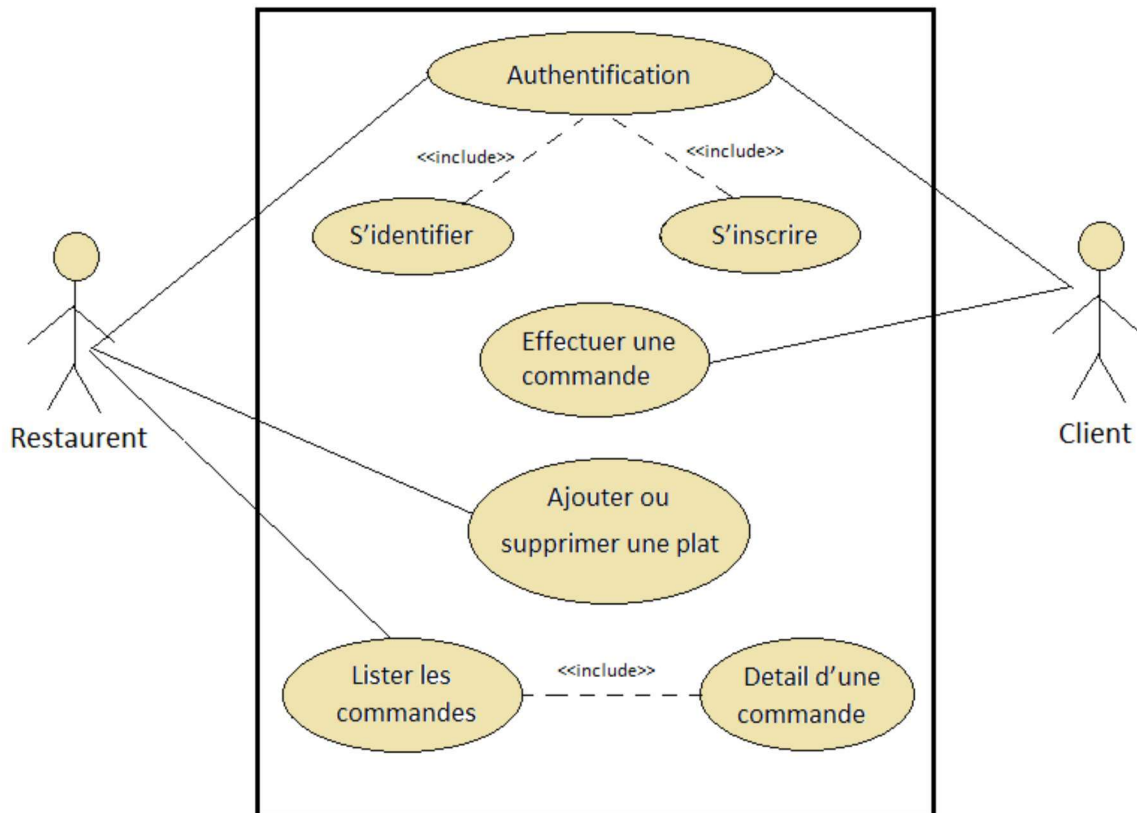 Authentification
<<include>>
<<include>>
S'identifier
S'inscrire
Effectuer une
commande
Restaurent
Client
Ajouter ou
supprimer une plat
Lister les
commandes
<<include>>
Detail d'une
commande